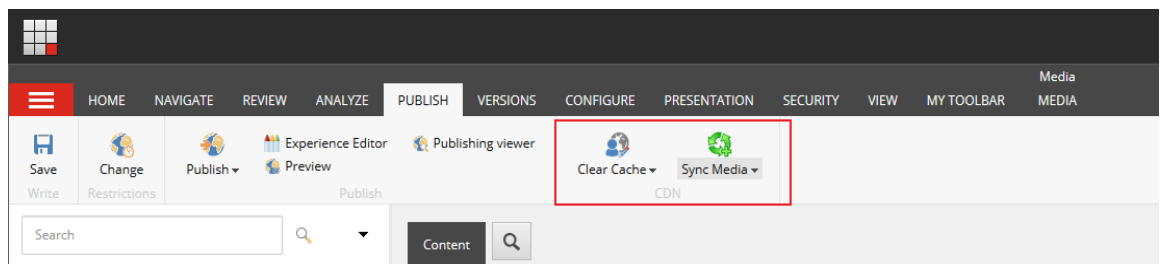 Media
HOME NAVIGATE REVIEW ANALYZE PUBLISH VERSIONS CONFIGURE PRESENTATION SECURITY VIEW MY TOOLBAR MEDIA
Experience Editor Publishing viewer
Save Change Publish Preview Clear Cache Sync Media
Write Restrictions Publish CDN
Search Content